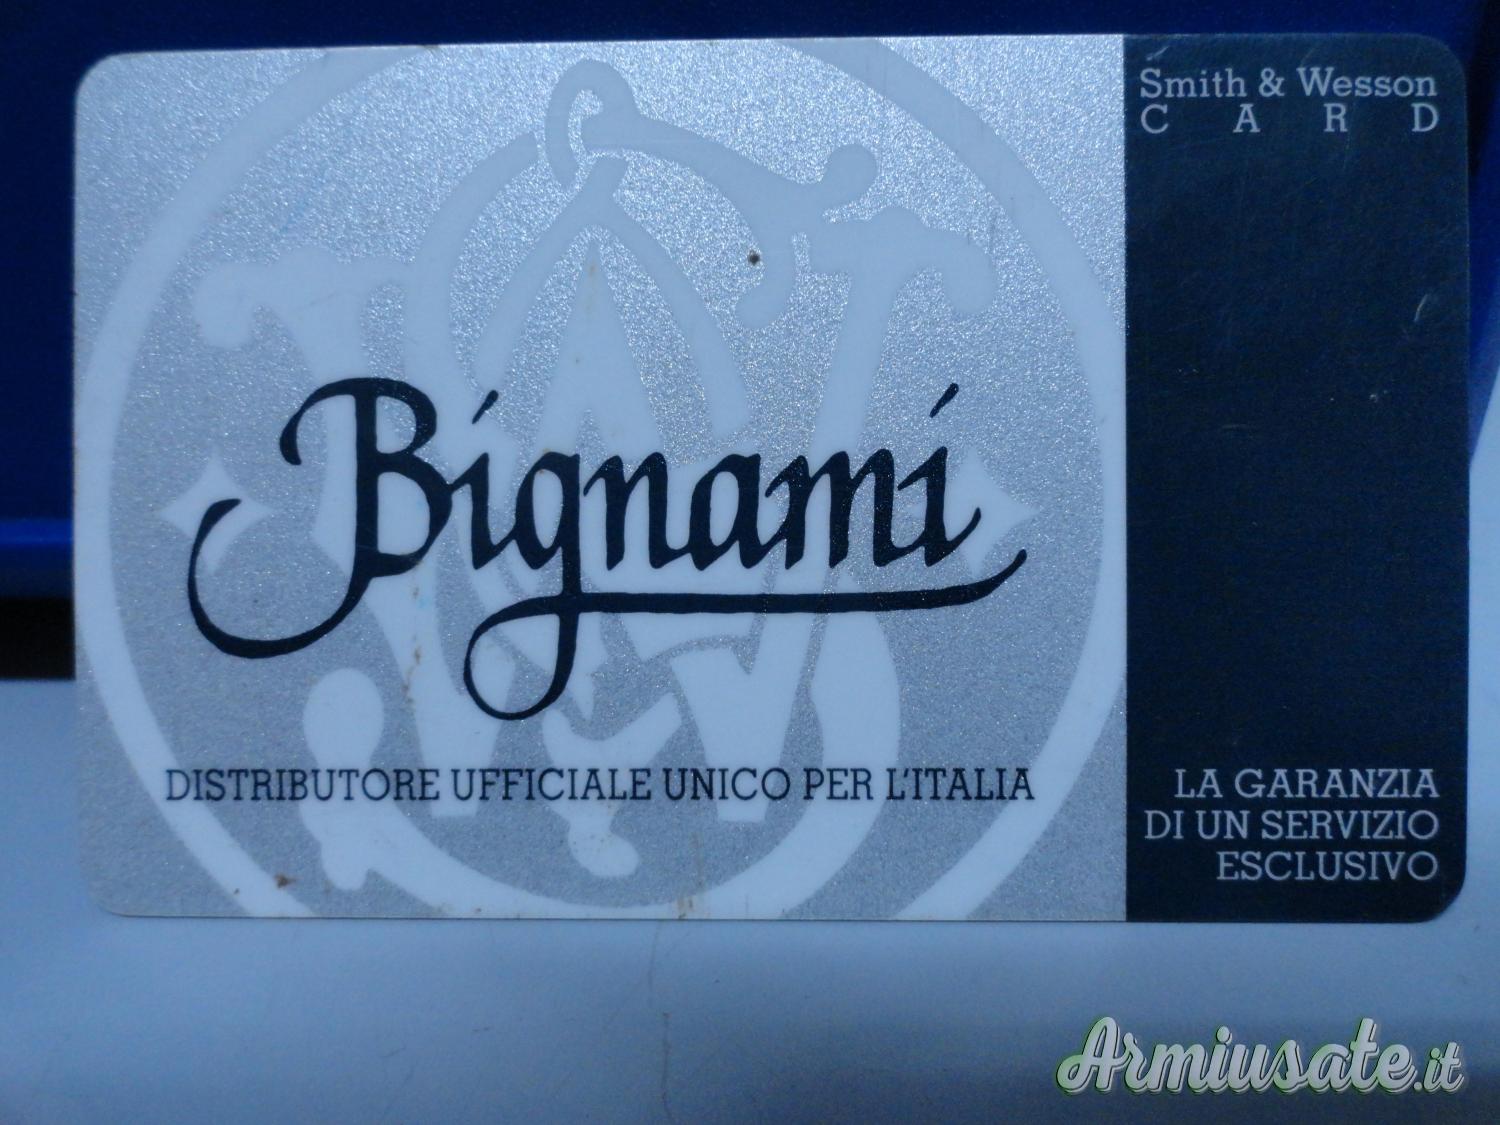 Smith & Wesson
CARD
Bignami
DISTRIBUTORE UFFICIALE UNICO PER L'ITALIA
LA GARANZIA
DI UN SERVIZIO
ESCLUSIVO
Armiusate.it